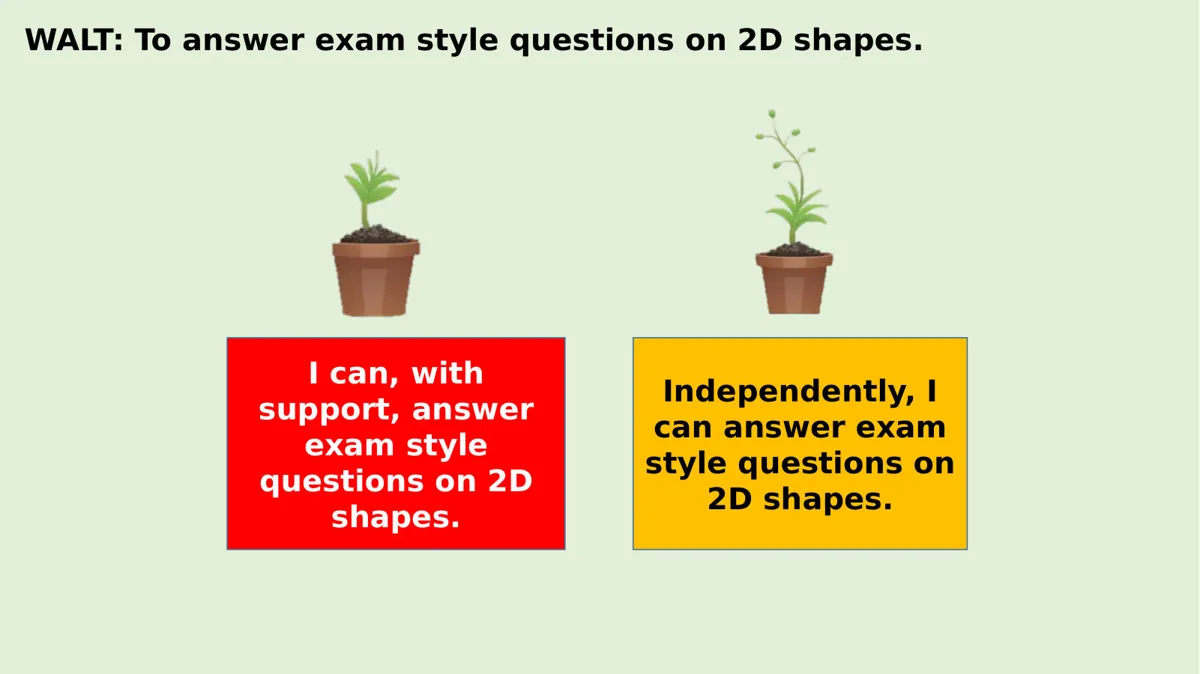 WALT: To answer exam style questions on 2D shapes.
I can, with
support, answer
exam style
questions on 2D
shapes.
Independently, I
can answer exam
style questions on
2D shapes.